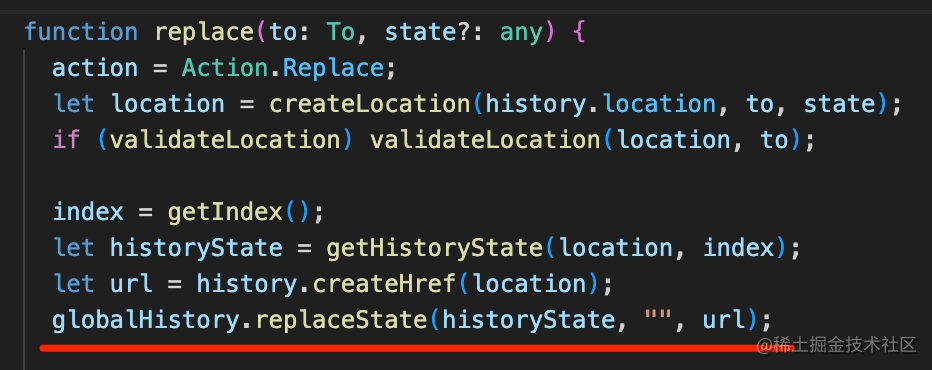 function replace(to: To, state?: any) {
action = Action.Replace;
let location = createLocation(history.location, to, state);
if (validateLocation) validateLocation(location, to);
index = getIndex();
let historyState = getHistoryState(location, index);
let url = history.createHref(location);
globalHistory.replaceState(historyState, "", url);
@稀土掘金技术社区